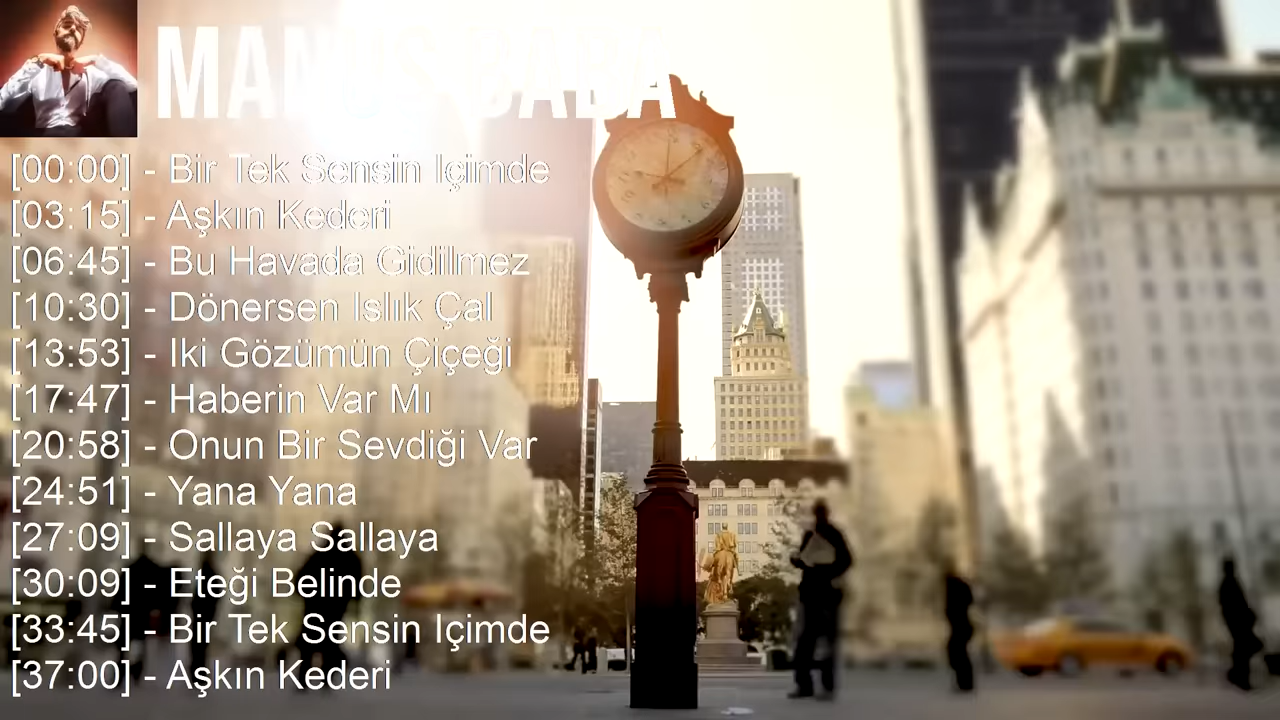 MANUŞ BABA
[00:00] - Bir Tek Sensin Içimde
[03:15] - Aşkın Kederi
[06:45] - Bu Havada Gidilmez
[10:30] - Dönersen Islık Çal
[13:53] - Iki Gözümün Çiçeği
[17:47] - Haberin Var Mı
[20:58] - Onun Bir Sevdiği Var
[24:51] - Yana Yana
[27:09] - Sallaya Sallaya
[30:09] - Eteği Belinde
[33:45] - Bir Tek Sensin Içimde
[37:00] - Aşkın Kederi